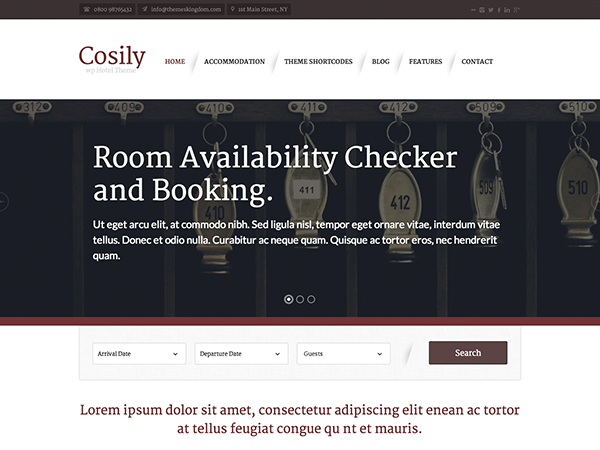 0800 98765432
info@themeskingdom.com
1st Main Street, NY
Cosily
wp Hotel Theme
HOME
ACCOMMODATION
THEME SHORTCODES
BLOG
FEATURES
CONTACT
312
409
410
411
412
509
510
411
412
509
510
Room Availability Checker
and Booking.
Ut eget arcu elit, at commodo nibh. Sed ligula nisl, tempor eget ornare vitae, interdum vitae
tellus. Donec et odio nulla. Curabitur ac neque quam. Quisque ac tortor eros, nec hendrerit
quam.
Arrival Date
Departure Date
Guests
Search
Lorem ipsum dolor sit amet, consectetur adipiscing elit enean ac tortor
at tellus feugiat congue qu nt et mauris.